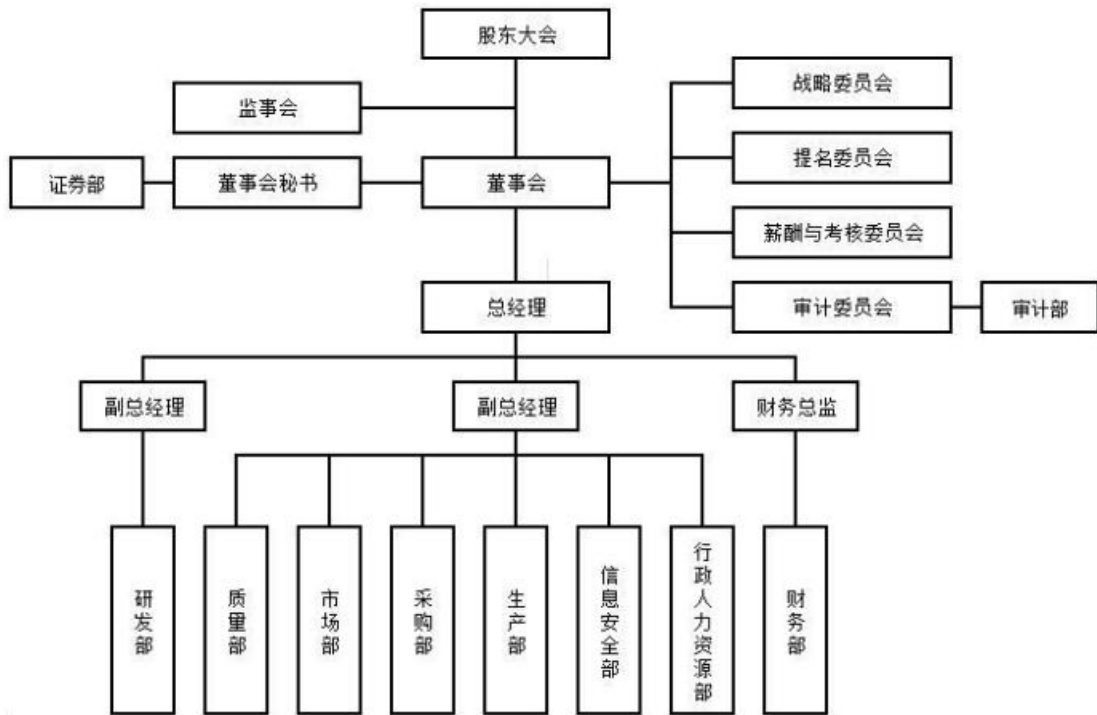 股东大会
战略委员会
监事会
提名委员会
证券部
董事会秘书
董事会
薪酬与考核委员会
总经理
审计委员会
审计部
副总经理
副总经理
财务总监
研发部
质量部
市场部
采购部
生产部
信息安全部
行政人力资源部
财务部